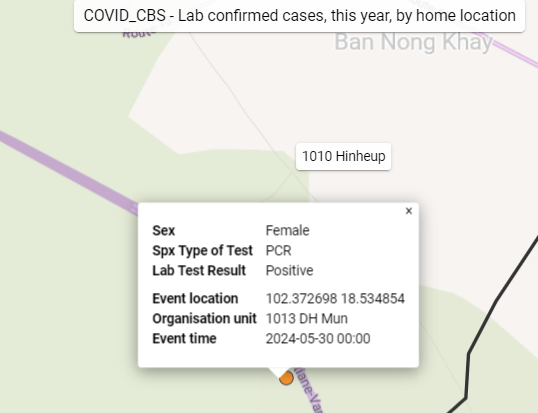 COVID_CBS - Lab confirmed cases, this year, by home location
Route
Ban Nong Khay
1010 Hinheup
×
Sex Female
Spx Type of Test PCR
Lab Test Result Positive
Event location 102.372698 18.534854
Organisation unit 1013 DH Mun
Event time 2024-05-30 00:00